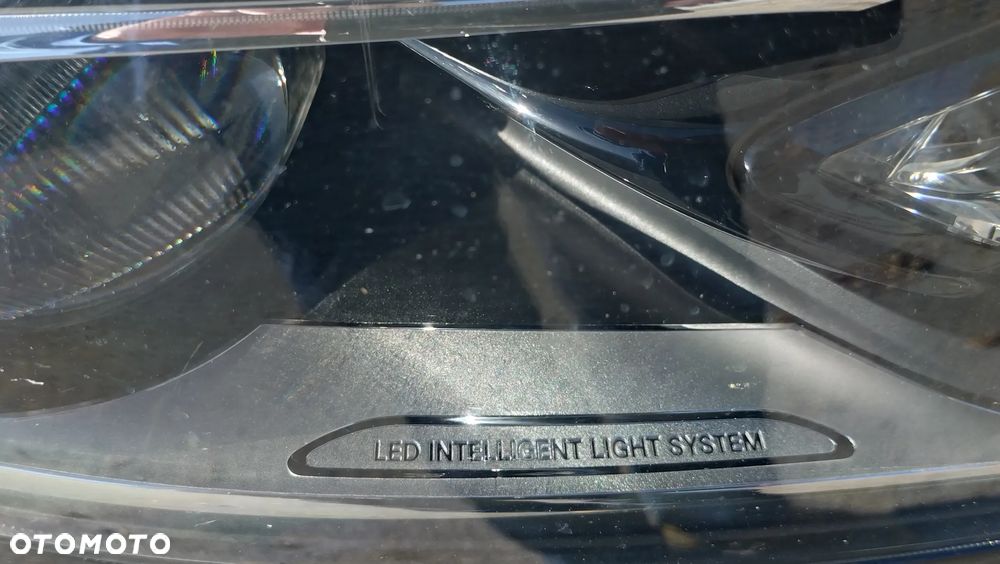 LED INTELLIGENT LIGHT SYSTEM
OTOMOTO